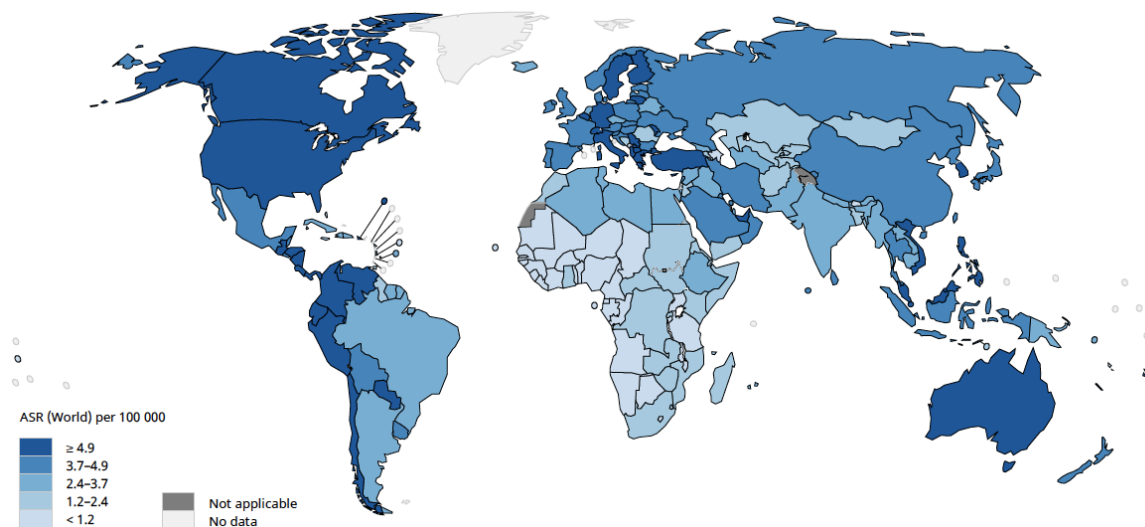 ASR (World) per 100 000
≥ 4.9
3.7–4.9
2.4–3.7
1.2–2.4
< 1.2
Not applicable
No data